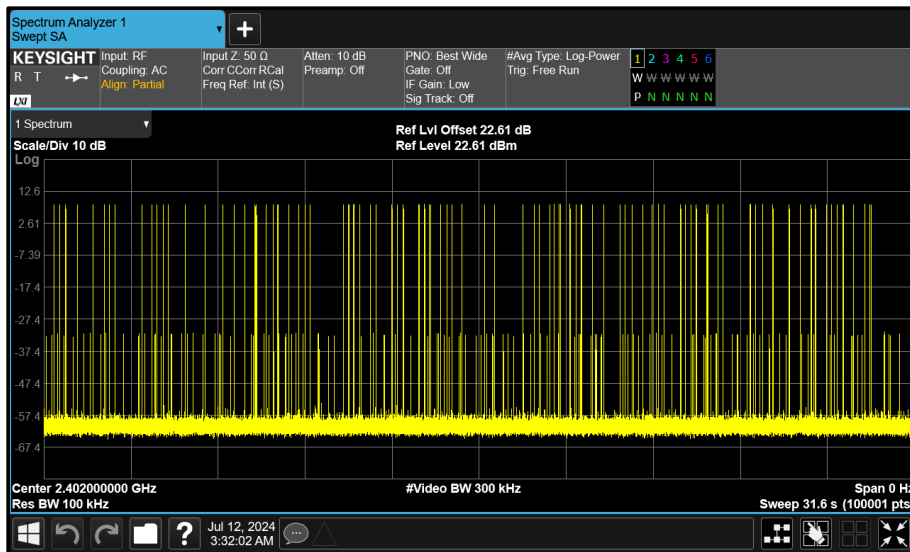 Spectrum Analyzer 1
Swept SA
+
KEYSIGHT
R T
LXI
Input: RF
Coupling: AC
Align: Partial
Input Z: 50 Ω
Corr CCorr RCal
Freq Ref: Int (S)
Atten: 10 dB
Preamp: Off
PNO: Best Wide
Gate: Off
IF Gain: Low
Sig Track: Off
#Avg Type: Log-Power
Trig: Free Run
1 2 3 4 5 6
W W W W W W
P N N N N N
1 Spectrum
Scale/Div 10 dB
Ref Lvl Offset 22.61 dB
Ref Level 22.61 dBm
Log
12.6
2.61
-7.39
-17.4
-27.4
-37.4
-47.4
-57.4
-67.4
Center 2.402000000 GHz
#Video BW 300 kHz
Span 0 Hz
Res BW 100 kHz
Sweep 31.6 s (100001 pts
?
Jul 12, 2024
3:32:02 AM